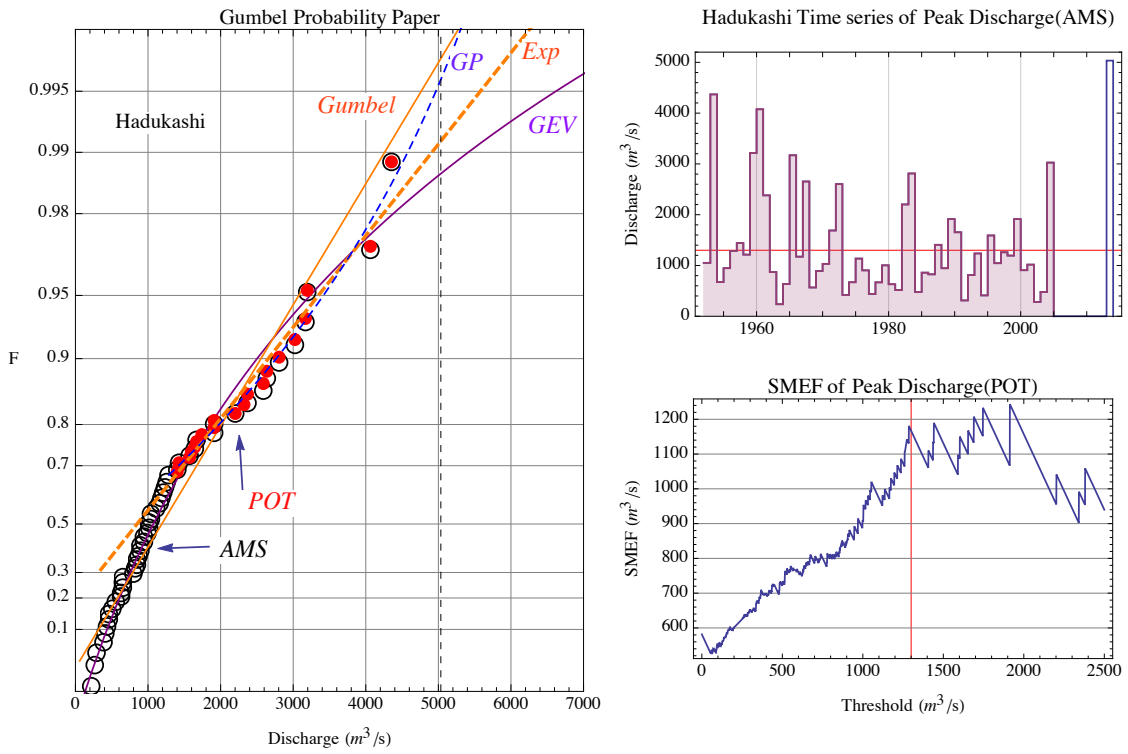 Gumbel Probability Paper
0.995
0.99
0.98
0.95
0.9
0.8
0.7
0.5
0.3
0.2
0.1
F
Hadukashi
Gumbel
GP
Exp
GEV
POT
AMS
0 1000 2000 3000 4000 5000 6000 7000
Discharge (m³/s)
Hadukashi Time series of Peak Discharge(AMS)
5000
4000
3000
2000
1000
0
Discharge (m³/s)
1960 1980 2000
SMEF of Peak Discharge(POT)
1200
1100
1000
900
800
700
600
SMEF (m³/s)
0 500 1000 1500 2000 2500
Threshold (m³/s)